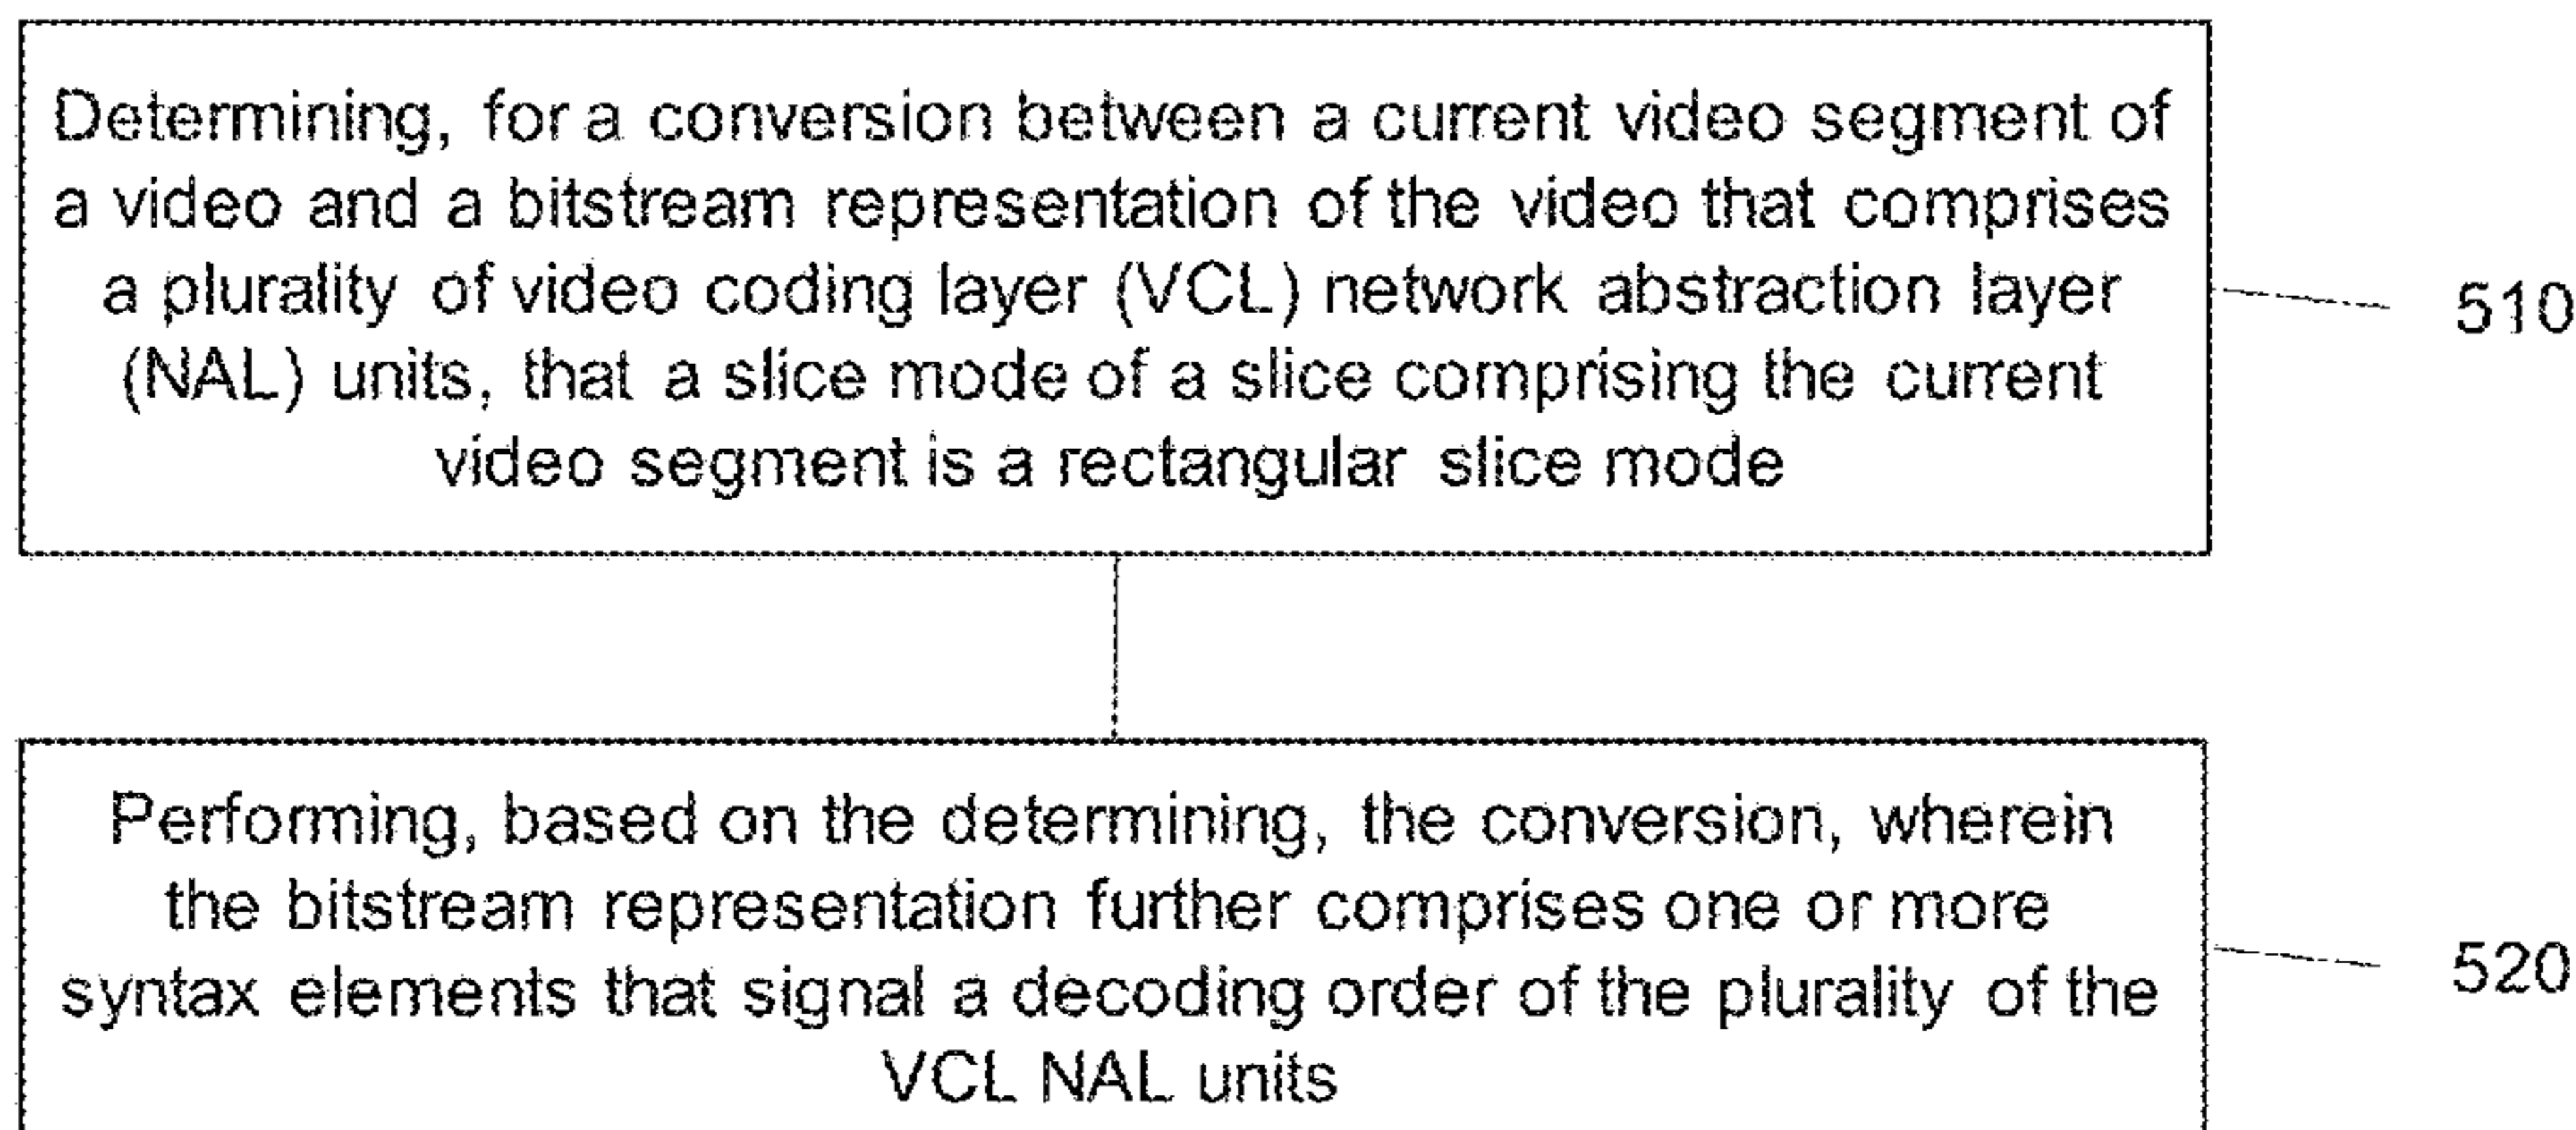 Determining, for a conversion between a current video segment of
a video and a bitstream representation of the video that comprises
a plurality of video coding layer (VCL) network abstraction layer
(NAL) units, that a slice mode of a slice comprising the current
video segment is a rectangular slice mode
510
Performing, based on the determining, the conversion, wherein
the bitstream representation further comprises one or more
syntax elements that signal a decoding order of the plurality of the
VCL NAL units
520